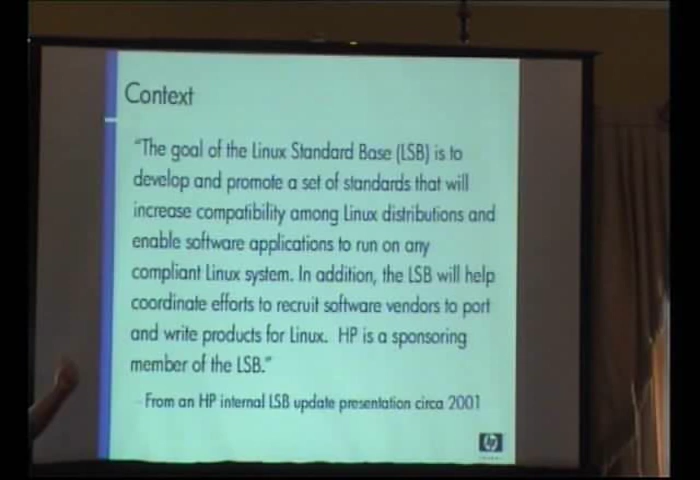 Context
"The goal of the Linux Standard Base (LSB) is to
develop and promote a set of standards that will
increase compatibility among Linux distributions and
enable software applications to run on any
compliant Linux system. In addition, the LSB will help
coordinate efforts to recruit software vendors to port
and write products for Linux. HP is a sponsoring
member of the LSB."
– From an HP internal LSB update presentation circa 2001
hp